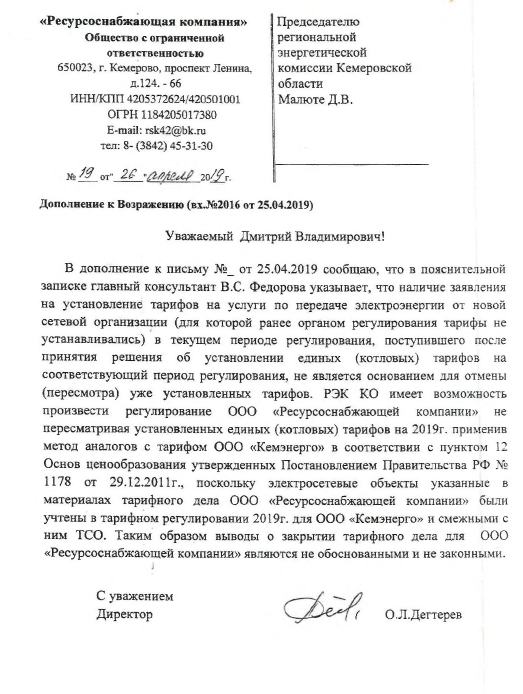 «Ресурсоснабжающая компания»
Общество с ограниченной
ответственностью
650023, г. Кемерово, проспект Ленина,
д.124. - 66
ИНН/КПП 4205372624/420501001
ОГРН 1184205017380
E-mail: rsk42@bk.ru
тел: 8- (3842) 45-31-30
№ 19 от" 26 "апреля 2019г.
Председателю
региональной
энергетической
комиссии Кемеровской
области
Малюте Д.В.
Дополнение к Возражению (вх.№2016 от 25.04.2019)
Уважаемый Дмитрий Владимирович!
В дополнение к письму №_ от 25.04.2019 сообщаю, что в пояснительной
записке главный консультант В.С. Федорова указывает, что наличие заявления
на установление тарифов на услуги по передаче электроэнергии от новой
сетевой организации (для которой ранее органом регулирования тарифы не
устанавливались) в текущем периоде регулирования, поступившего после
принятия решения об установлении единых (котловых) тарифов на
соответствующий период регулирования, не является основанием для отмены
(пересмотра) уже установленных тарифов. РЭК КО имеет возможность
произвести регулирование ООО «Ресурсоснабжающей компании» не
пересматривая установленных единых (котловых) тарифов на 2019г. применив
метод аналогов с тарифом ООО «Кемэнерго» в соответствии с пунктом 12
Основ ценообразования утвержденных Постановлением Правительства РФ №
1178 от 29.12.2011г., поскольку электросетевые объекты указанные в
материалах тарифного дела ООО «Ресурсоснабжающей компании» были
учтены в тарифном регулировании 2019г. для ООО «Кемэнерго» и смежными с
ним ТСО. Таким образом выводы о закрытии тарифного дела для ООО
«Ресурсоснабжающей компании» являются не обоснованными и не законными.
С уважением
Директор О.Л.Дегтерев